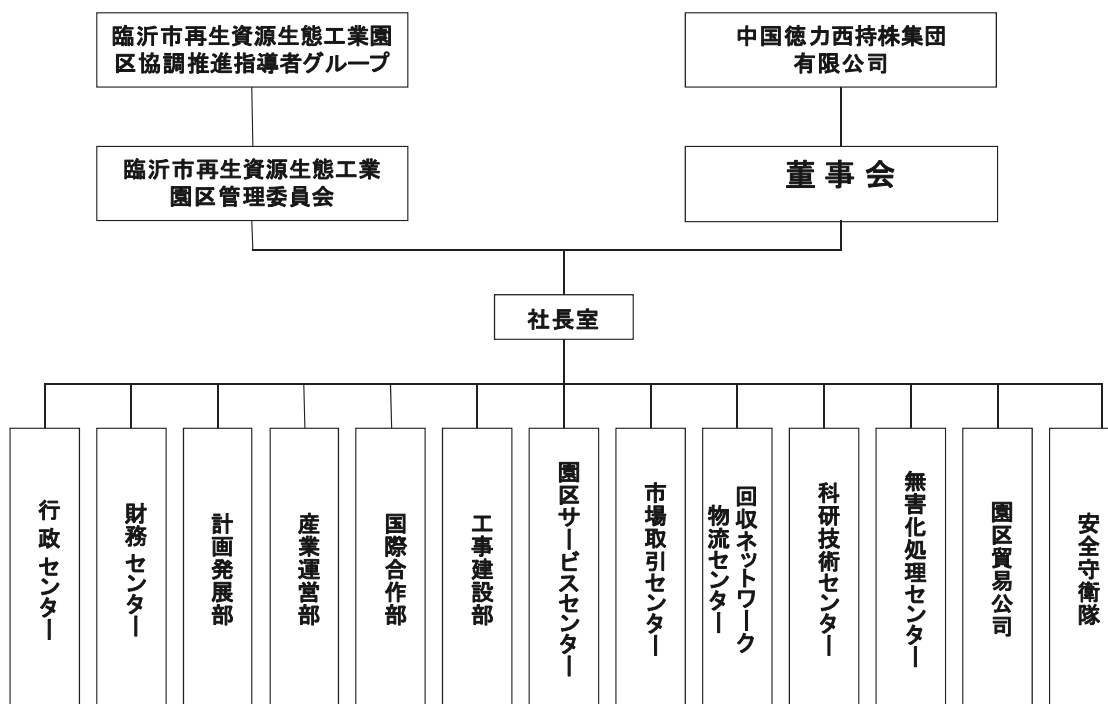 臨沂市再生資源生態工業園
区協調推進指導者グループ
中国徳力西持株集団
有限公司
臨沂市再生資源生態工業
園区管理委員会
董事会
社長室
行政センター
財務センター
計画発展部
産業運営部
国際合作部
工事建設部
園区サービスセンター
市場取引センター
回収ネットワーク
物流センター
科研技術センター
無害化処理センター
園区貿易公司
安全守衛隊